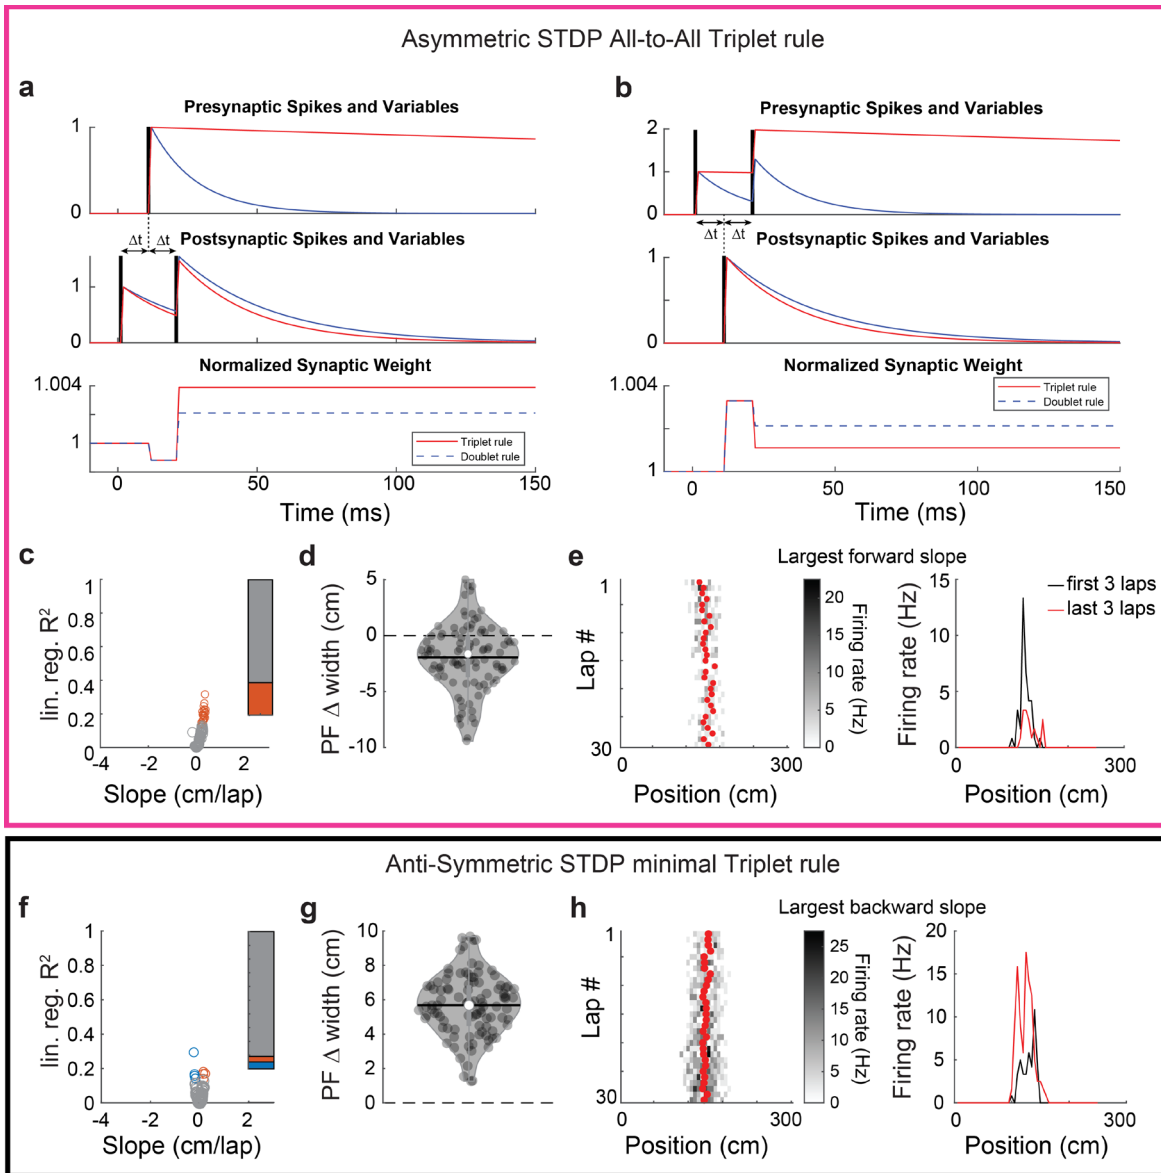 Asymmetric STDP All-to-All Triplet rule
a
Presynaptic Spikes and Variables
1
0
Δt Δt
Postsynaptic Spikes and Variables
1
0
Normalized Synaptic Weight
1.004
1
Triplet rule
Doublet rule
0 50 100 150
Time (ms)
b
Presynaptic Spikes and Variables
2
1
0
Δt Δt
Postsynaptic Spikes and Variables
1
0
Normalized Synaptic Weight
1.004
1
Triplet rule
Doublet rule
0 50 100 150
Time (ms)
c
lin. reg. R²
1
0.8
0.6
0.4
0.2
0
-4 -2 0 2
Slope (cm/lap)
d
PF Δ width (cm)
5
0
-5
-10
e
Largest forward slope
Lap #
1
30
0 300
Position (cm)
20
15
10
5
0
Firing rate (Hz)
Firing rate (Hz)
15
10
5
0
first 3 laps
last 3 laps
0 300
Position (cm)
Anti-Symmetric STDP minimal Triplet rule
f
lin. reg. R²
1
0.8
0.6
0.4
0.2
0
-4 -2 0 2
Slope (cm/lap)
g
PF Δ width (cm)
10
8
6
4
2
0
h
Largest backward slope
Lap #
1
30
0 300
Position (cm)
25
20
15
10
5
0
Firing rate (Hz)
Firing rate (Hz)
20
15
10
5
0
0 300
Position (cm)